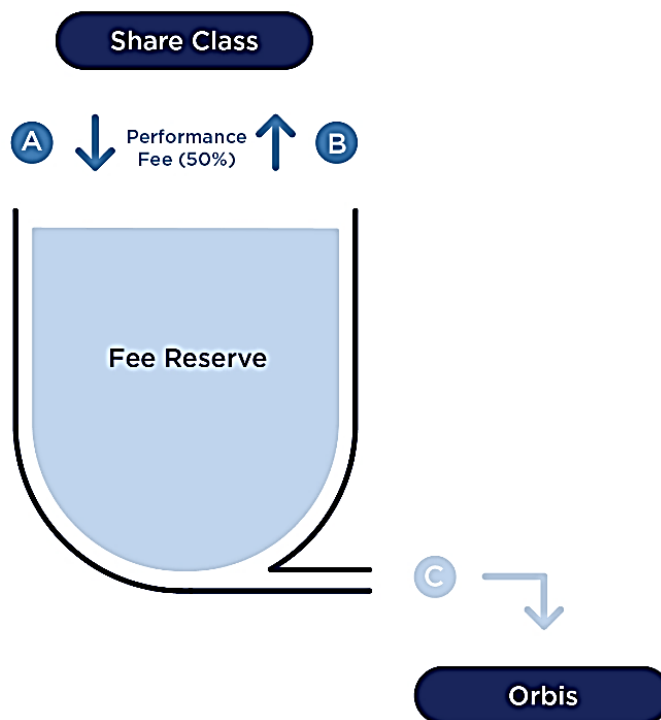 Share Class
A
Performance
Fee (50%)
B
Fee Reserve
C
Orbis